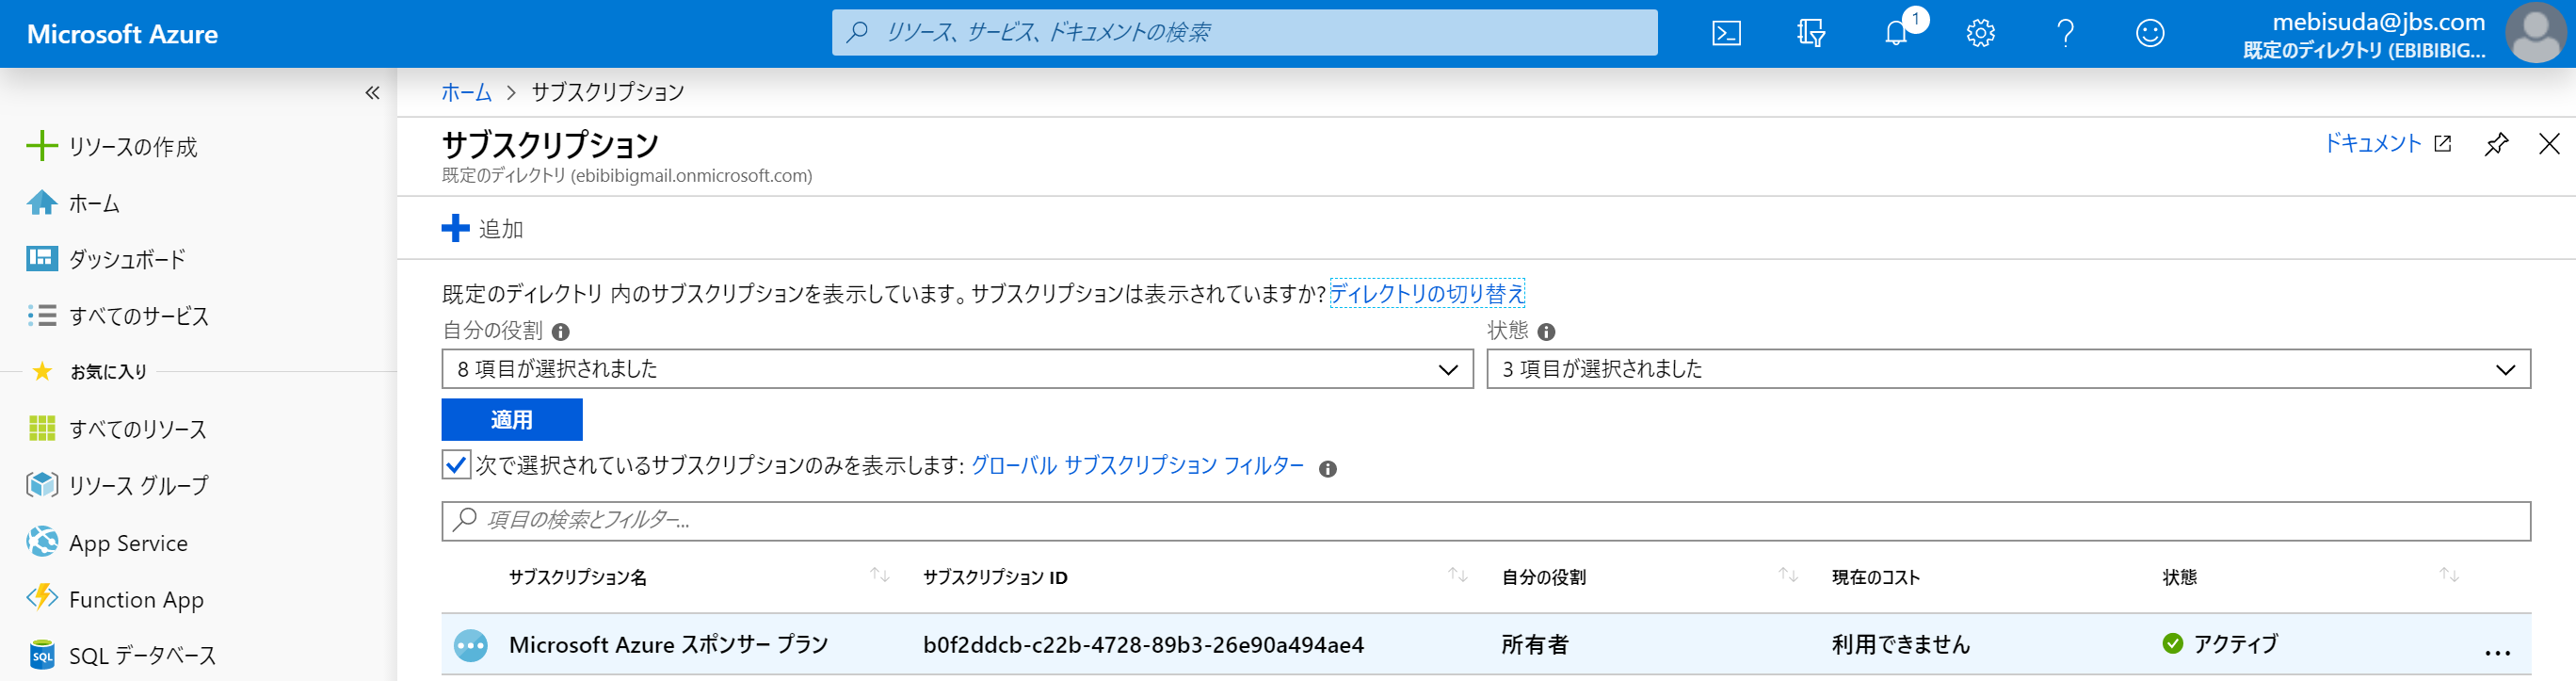 Microsoft Azure
リソース、サービス、ドキュメントの検索
1
mebisuda@jbs.com
既定のディレクトリ (EBIBIBIG...
«
リソースの作成
ホーム
ダッシュボード
すべてのサービス
お気に入り
すべてのリソース
リソース グループ
App Service
Function App
SQL データベース
ホーム > サブスクリプション
サブスクリプション
既定のディレクトリ (ebibibigmail.onmicrosoft.com)
ドキュメント
追加
既定のディレクトリ 内のサブスクリプションを表示しています。サブスクリプションは表示されていますか? ディレクトリの切り替え
自分の役割
状態
8 項目が選択されました
3 項目が選択されました
適用
次で選択されているサブスクリプションのみを表示します: グローバル サブスクリプション フィルター
項目の検索とフィルター...
サブスクリプション名 サブスクリプション ID 自分の役割 現在のコスト 状態
Microsoft Azure スポンサー プラン b0f2ddcb-c22b-4728-89b3-26e90a494ae4 所有者 利用できません アクティブ ...